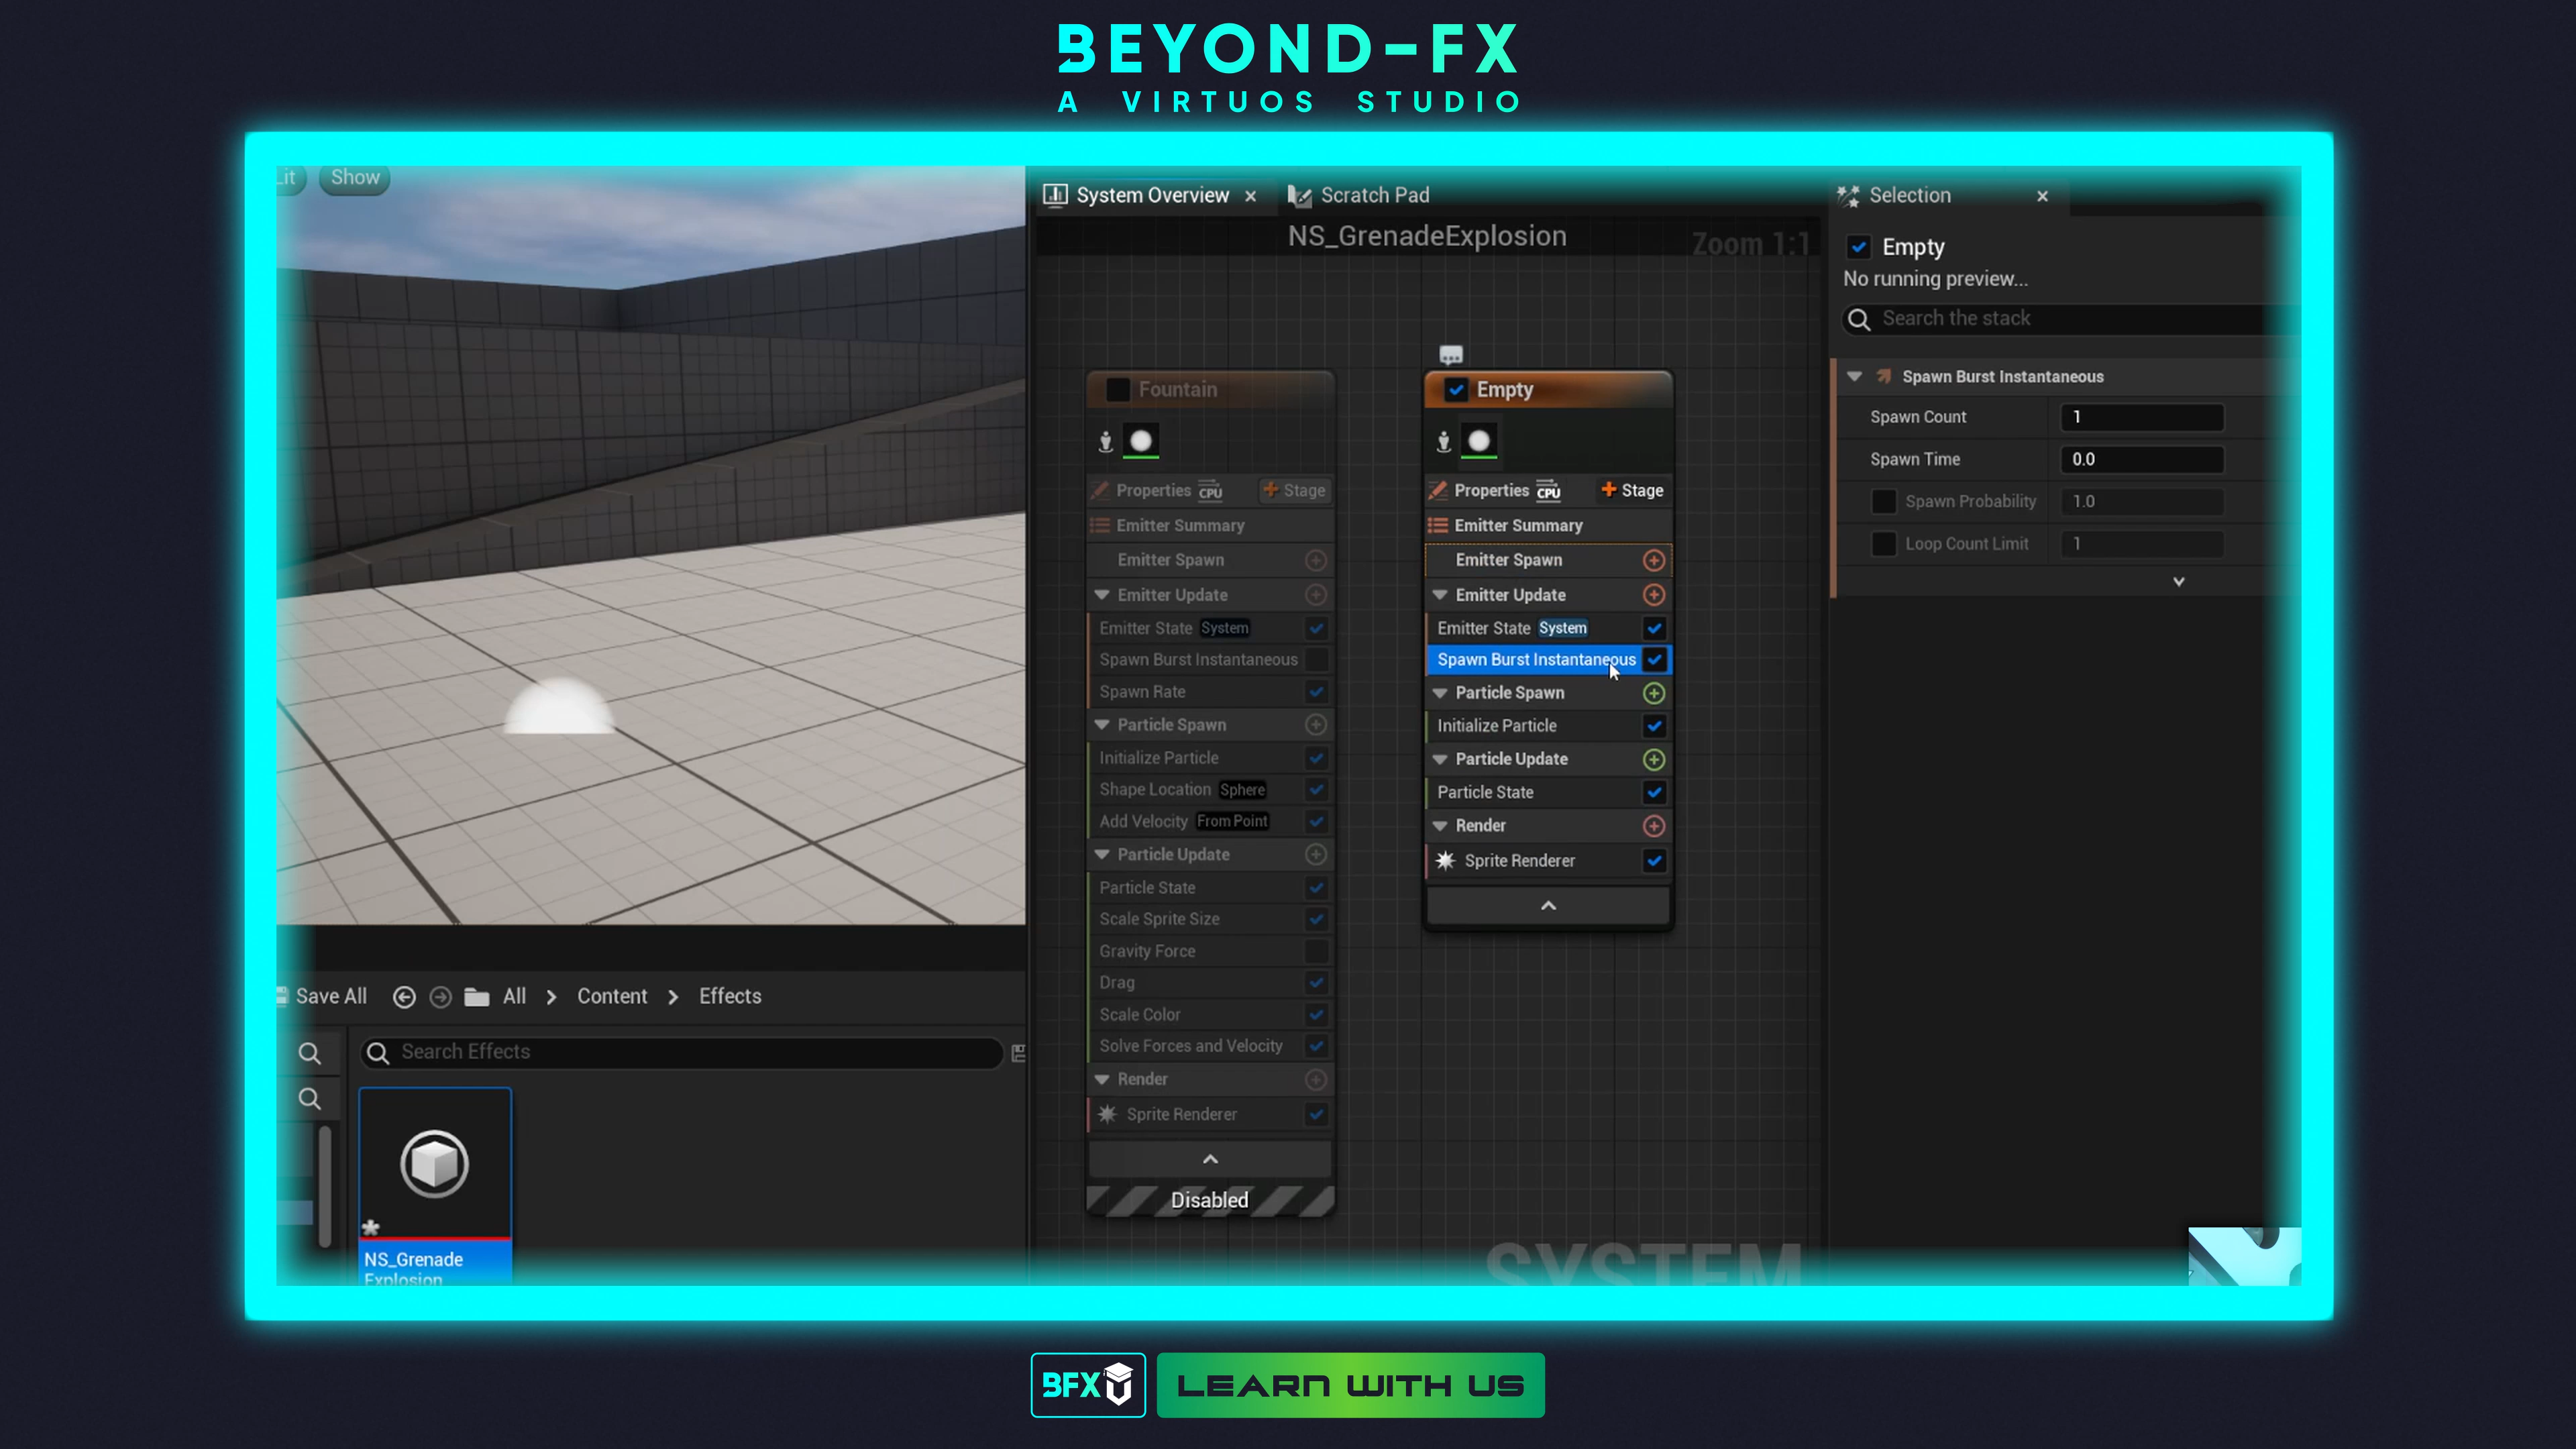 BEYOND-FX
A VIRTUOS STUDIO
Lit
Show
System Overview
Scratch Pad
NS_GrenadeExplosion
Zoom 1:1
Fountain
Properties CPU Stage
Emitter Summary
Emitter Spawn
Emitter Update
Emitter State System
Spawn Burst Instantaneous
Spawn Rate
Particle Spawn
Initialize Particle
Shape Location Sphere
Add Velocity From Point
Particle Update
Particle State
Scale Sprite Size
Gravity Force
Drag
Scale Color
Solve Forces and Velocity
Render
Sprite Renderer
Disabled
Empty
Properties CPU Stage
Emitter Summary
Emitter Spawn
Emitter Update
Emitter State System
Spawn Burst Instantaneous
Particle Spawn
Initialize Particle
Particle Update
Particle State
Render
Sprite Renderer
SYSTEM
Selection
Empty
No running preview...
Search the stack
Spawn Burst Instantaneous
Spawn Count 1
Spawn Time 0.0
Spawn Probability 1.0
Loop Count Limit 1
Save All
All > Content > Effects
Search Effects
NS_Grenade
Explosion
BFX U
LEARN WITH US